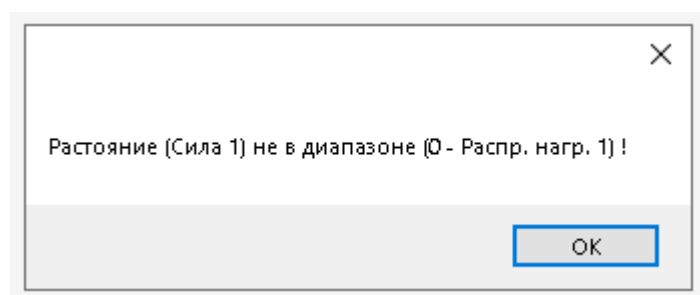 Растояние (Сила 1) не в диапазоне (0 - Распр. нагр. 1) !
OK